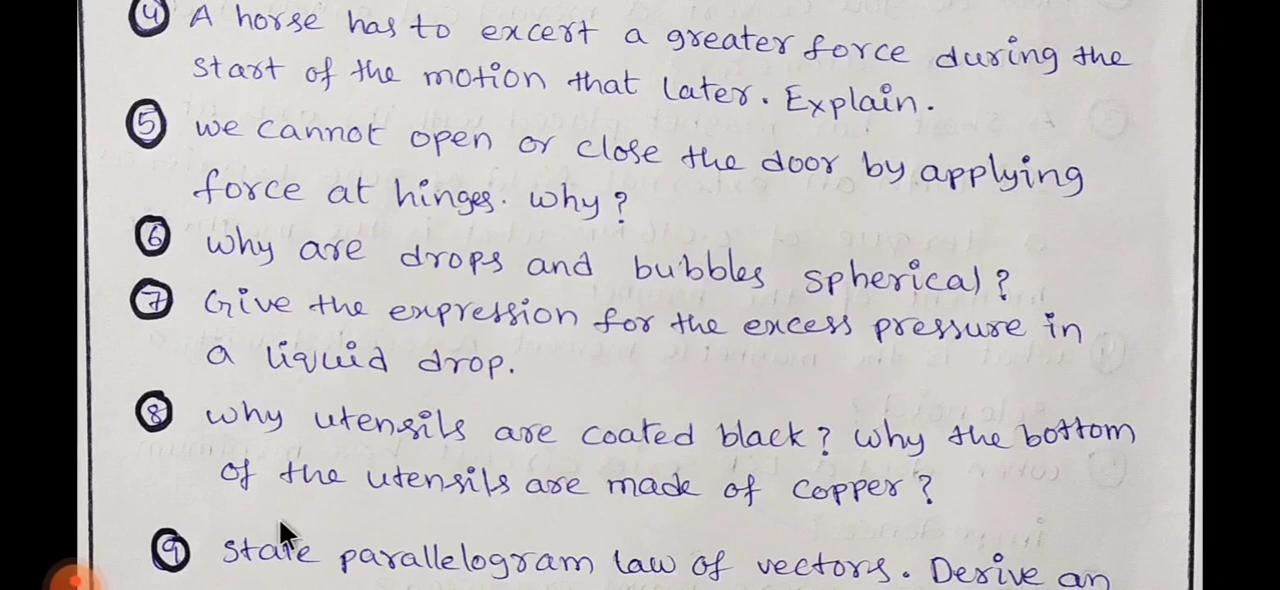 ④ A horse has to excert a greater force during the
start of the motion that later. Explain.
⑤ we cannot open or close the door by applying
force at hinges. why?
⑥ why are drops and bubbles spherical?
⑦ Give the expression for the excess pressure in
a liquid drop.
⑧ why utensils are coated black? why the bottom
of the utensils are made of copper?
⑨ state parallelogram law of vectors. Derive an